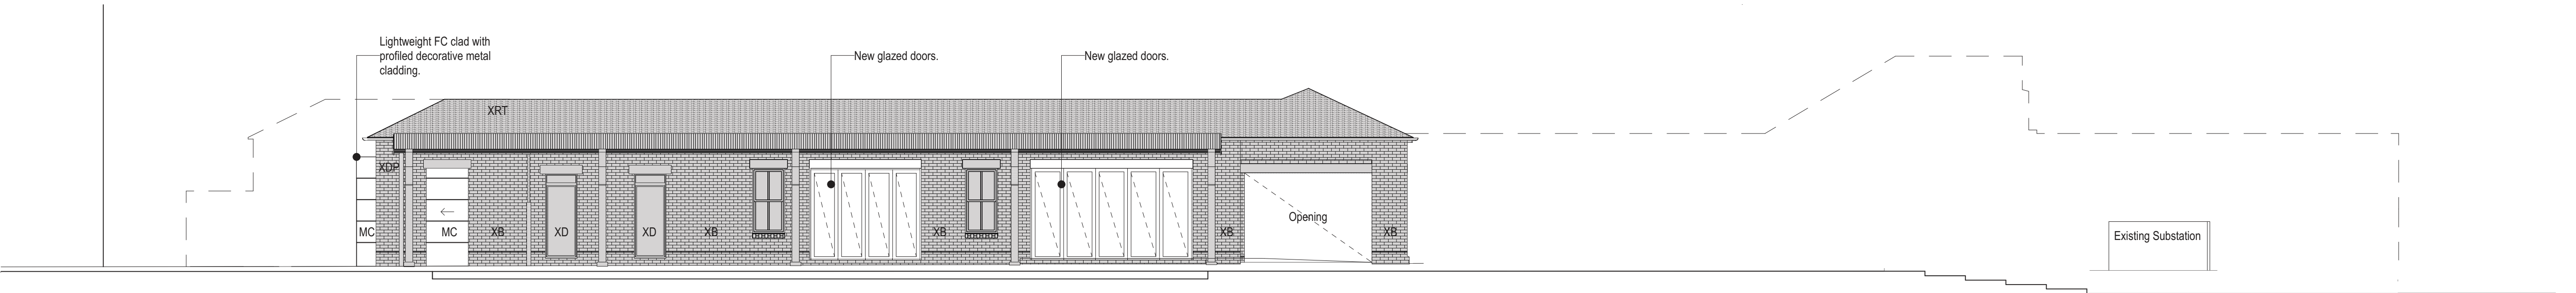 Lightweight FC clad with
profiled decorative metal
cladding.
New glazed doors.
New glazed doors.
XRT
XDP
MC
MC
XB
XD
XD
XB
XB
XB
Opening
XB
Existing Substation